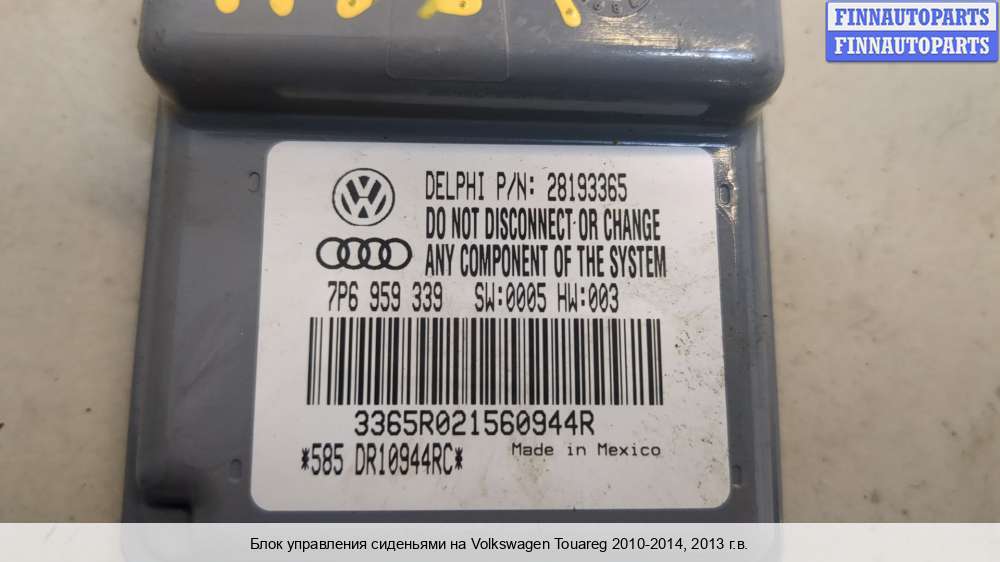 FINNAUTOPARTS
FINNAUTOPARTS
DELPHI P/N: 28193365
DO NOT DISCONNECT OR CHANGE
ANY COMPONENT OF THE SYSTEM
7P6 959 339 SW:0005 HW:003
3365R021560944R
*585 DR10944RC*
Made in Mexico
Блок управления сиденьями на Volkswagen Touareg 2010-2014, 2013 г.в.